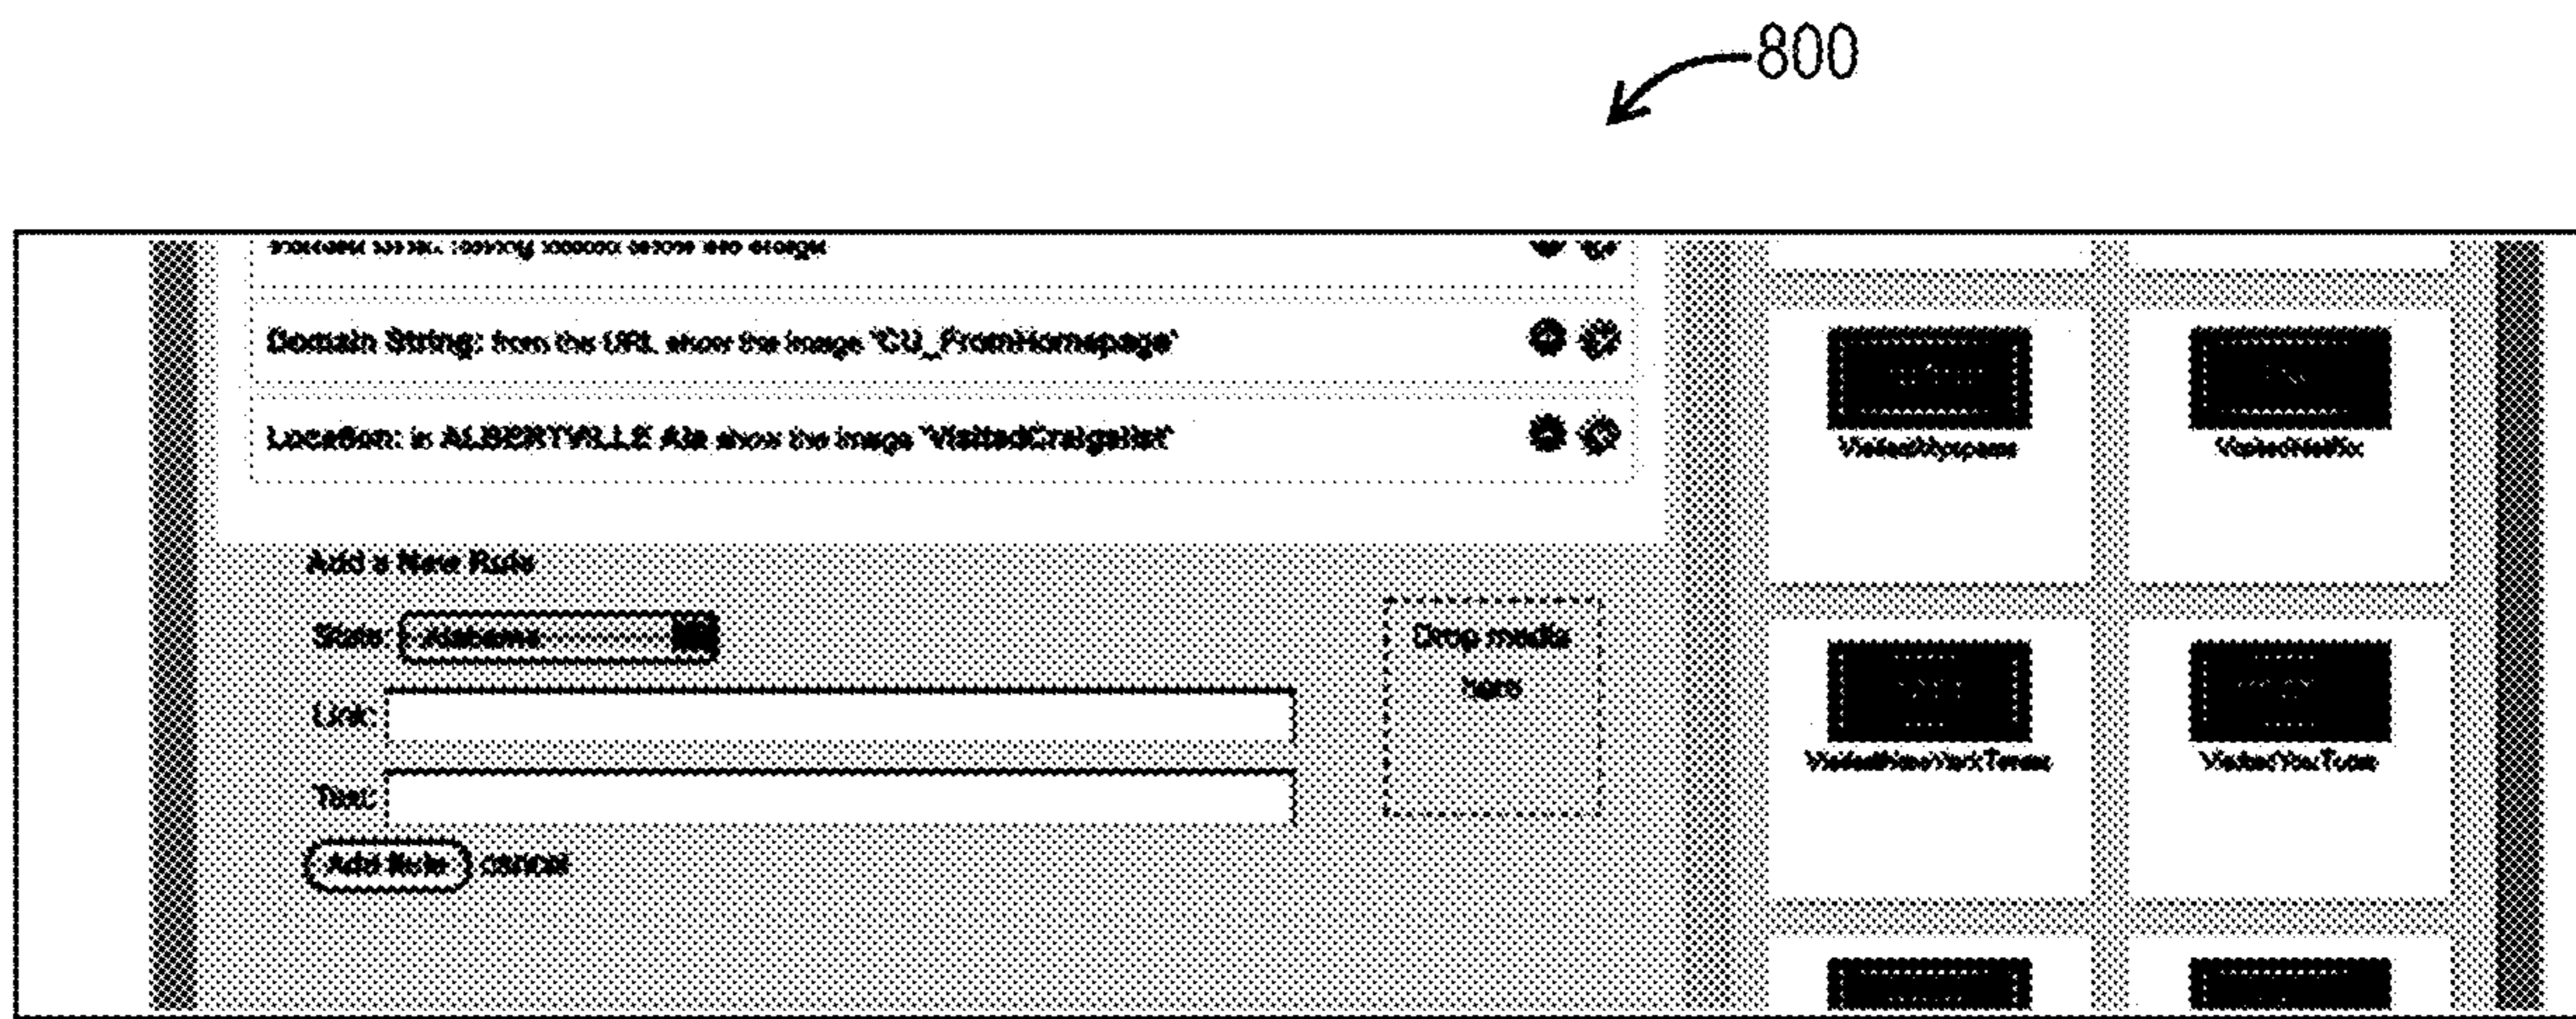 800
Domain String: from the URL show the image "CU_FromHomepage"
Location: in ALBERTVILLE Ala show the image "VisitedCraigslist"
Add a New Rule
State: Alabama
Link:
Text:
Add Rule cancel
Drop media
here
VisitedMyspace
VisitedNetflix
VisitedNewYorkTimes
VisitedYouTube